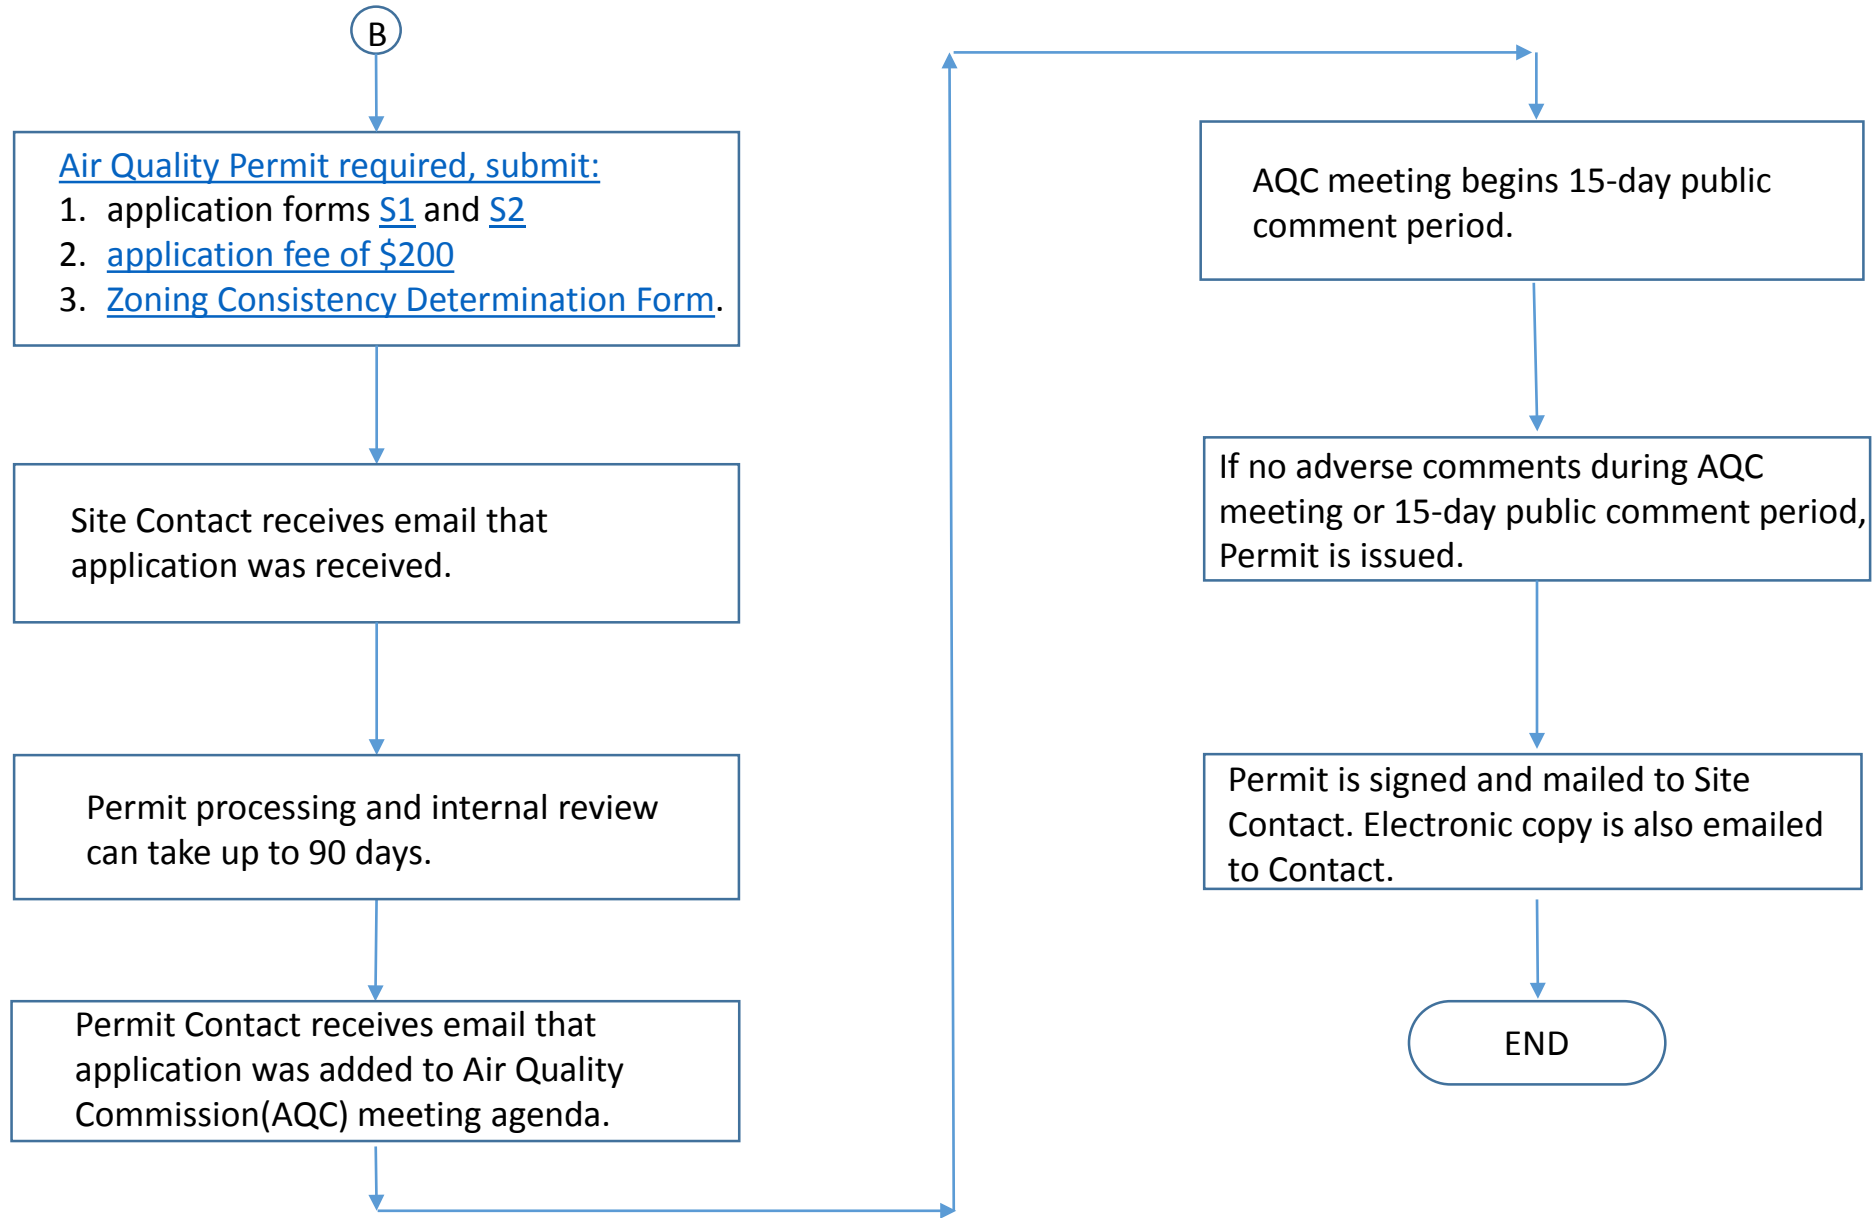 B
Air Quality Permit required, submit:
1. application forms S1 and S2
2. application fee of $200
3. Zoning Consistency Determination Form.
Site Contact receives email that
application was received.
Permit processing and internal review
can take up to 90 days.
Permit Contact receives email that
application was added to Air Quality
Commission(AQC) meeting agenda.
AQC meeting begins 15-day public
comment period.
If no adverse comments during AQC
meeting or 15-day public comment period,
Permit is issued.
Permit is signed and mailed to Site
Contact. Electronic copy is also emailed
to Contact.
END